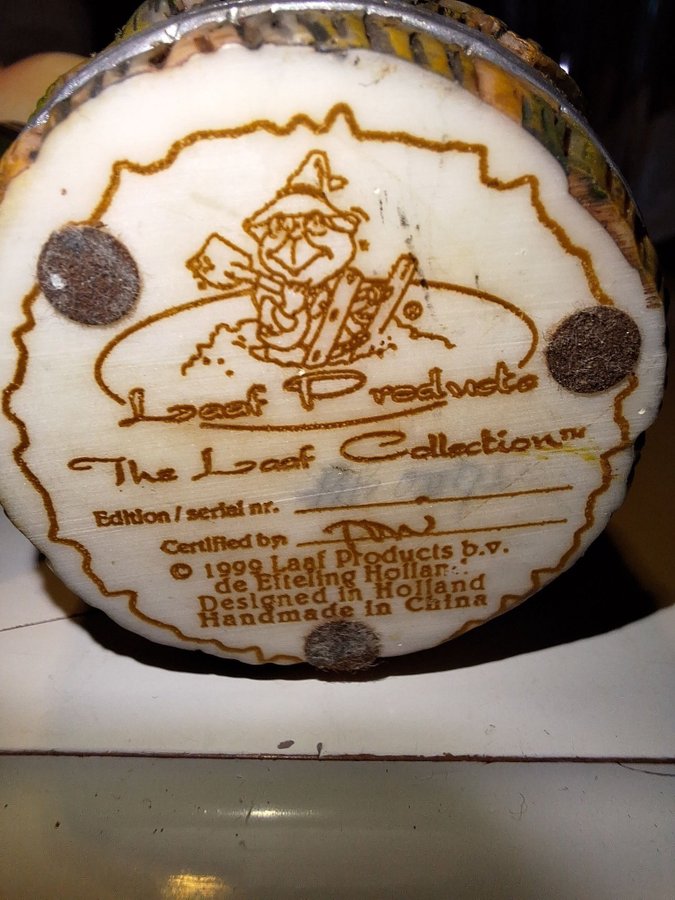 ®
Laaf Products
The Laaf Collection™
Edition / serial nr.
Certified by:
© 1999 Laaf Products b.v.
de Efteling Holland
Designed in Holland
Handmade in China